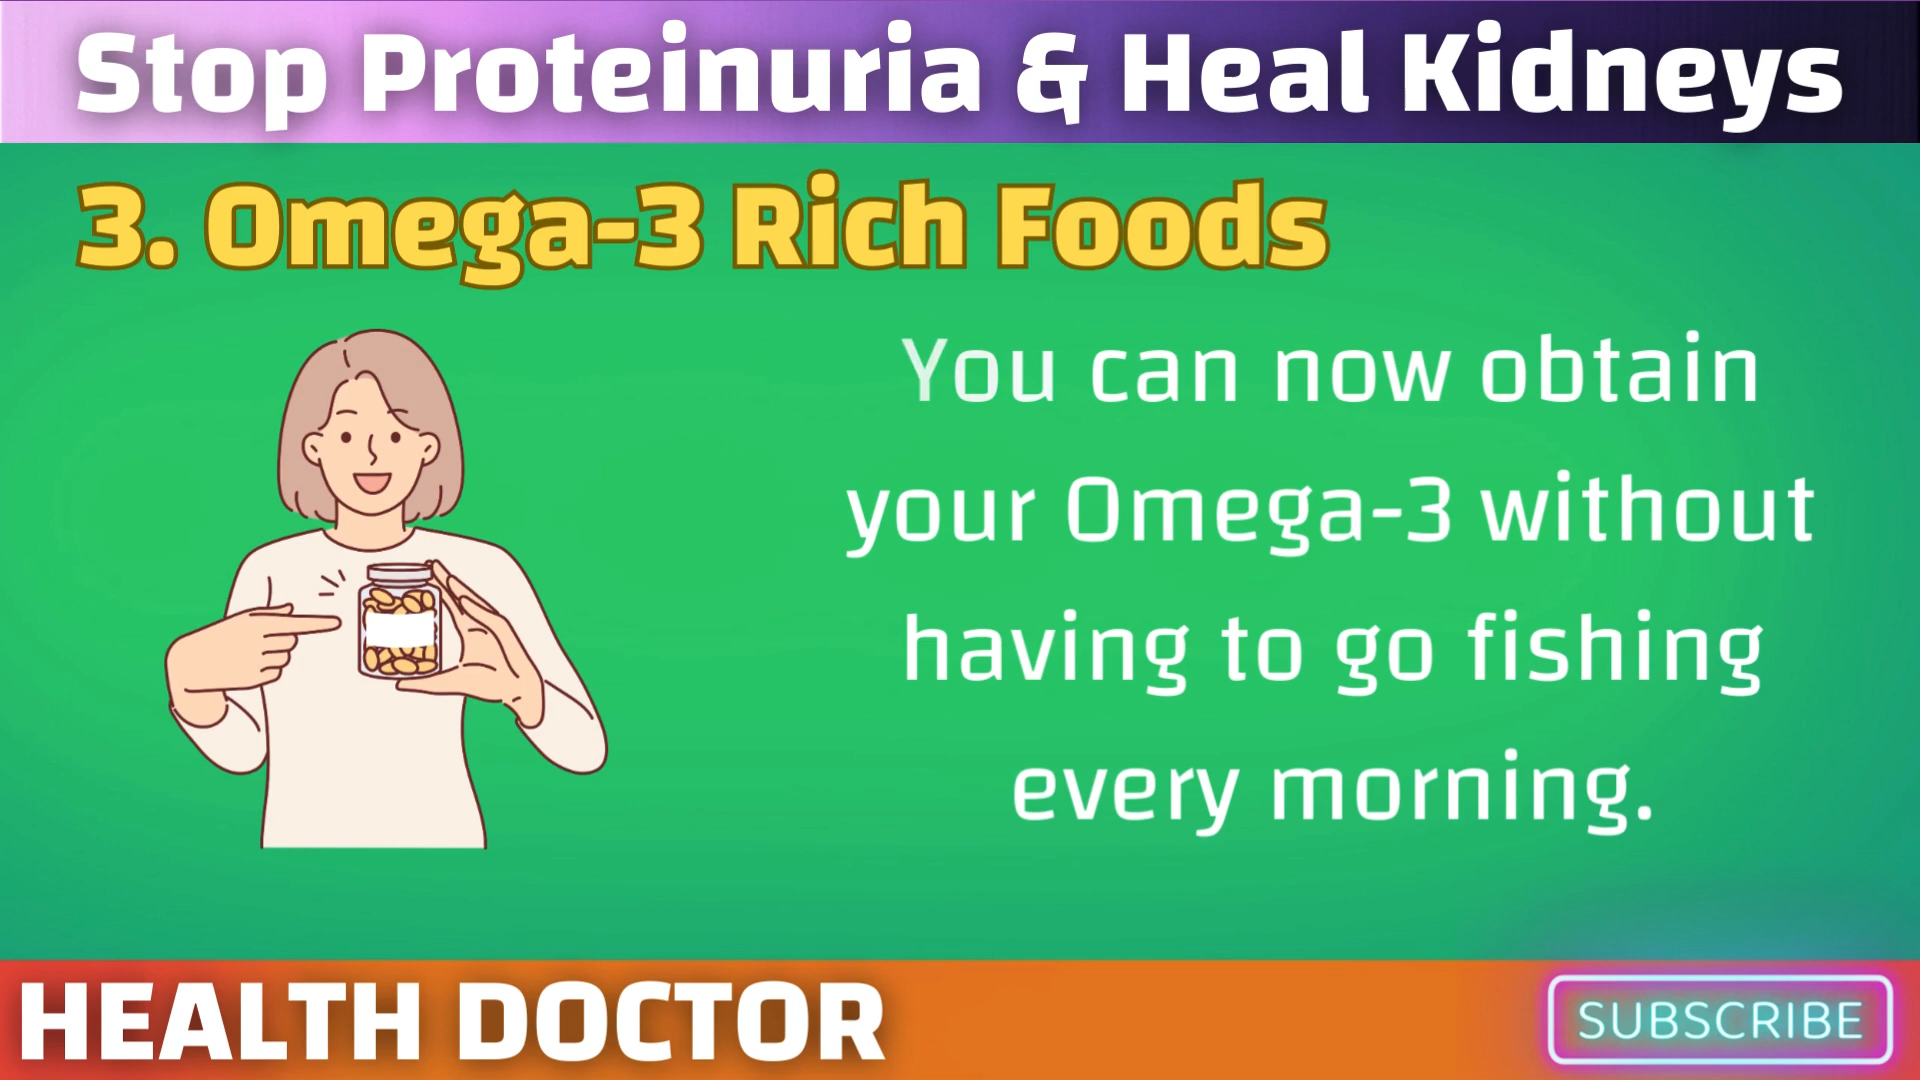 Stop Proteinuria & Heal Kidneys
3. Omega-3 Rich Foods
You can now obtain
your Omega-3 without
having to go fishing
every morning.
HEALTH DOCTOR
SUBSCRIBE